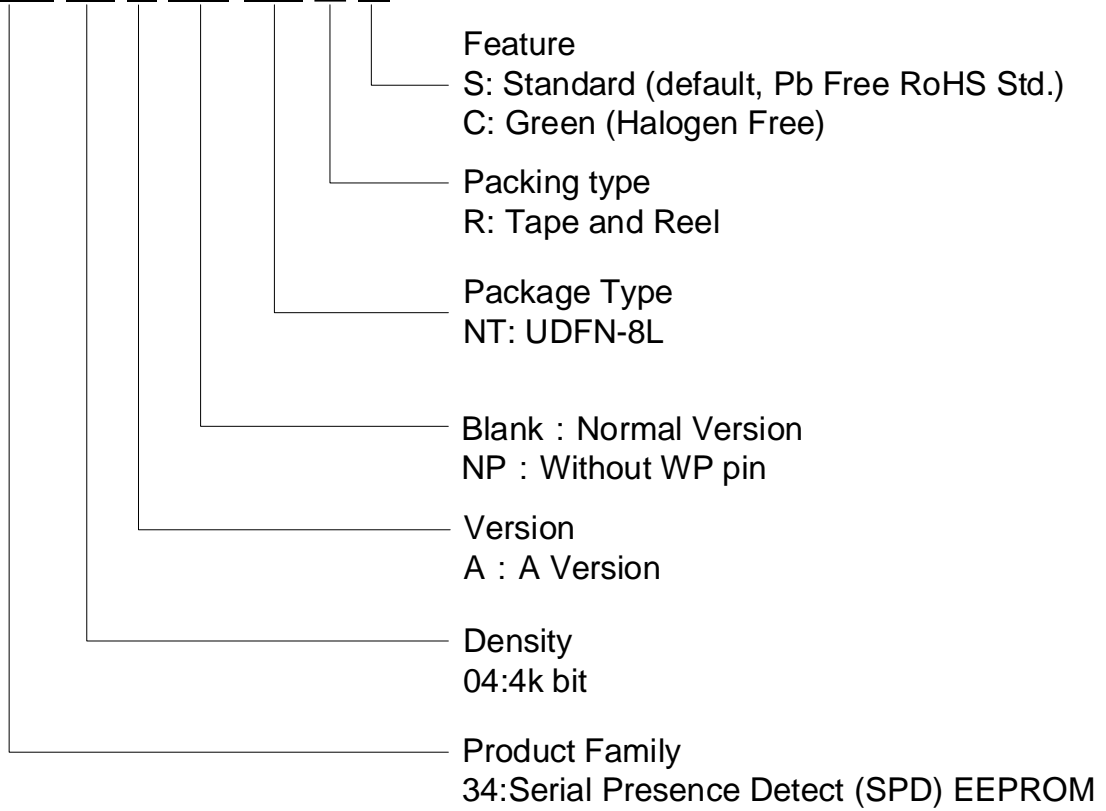 Feature
S: Standard (default, Pb Free RoHS Std.)
C: Green (Halogen Free)
Packing type
R: Tape and Reel
Package Type
NT: UDFN-8L
Blank：Normal Version
NP：Without WP pin
Version
A：A Version
Density
04:4k bit
Product Family
34:Serial Presence Detect (SPD) EEPROM